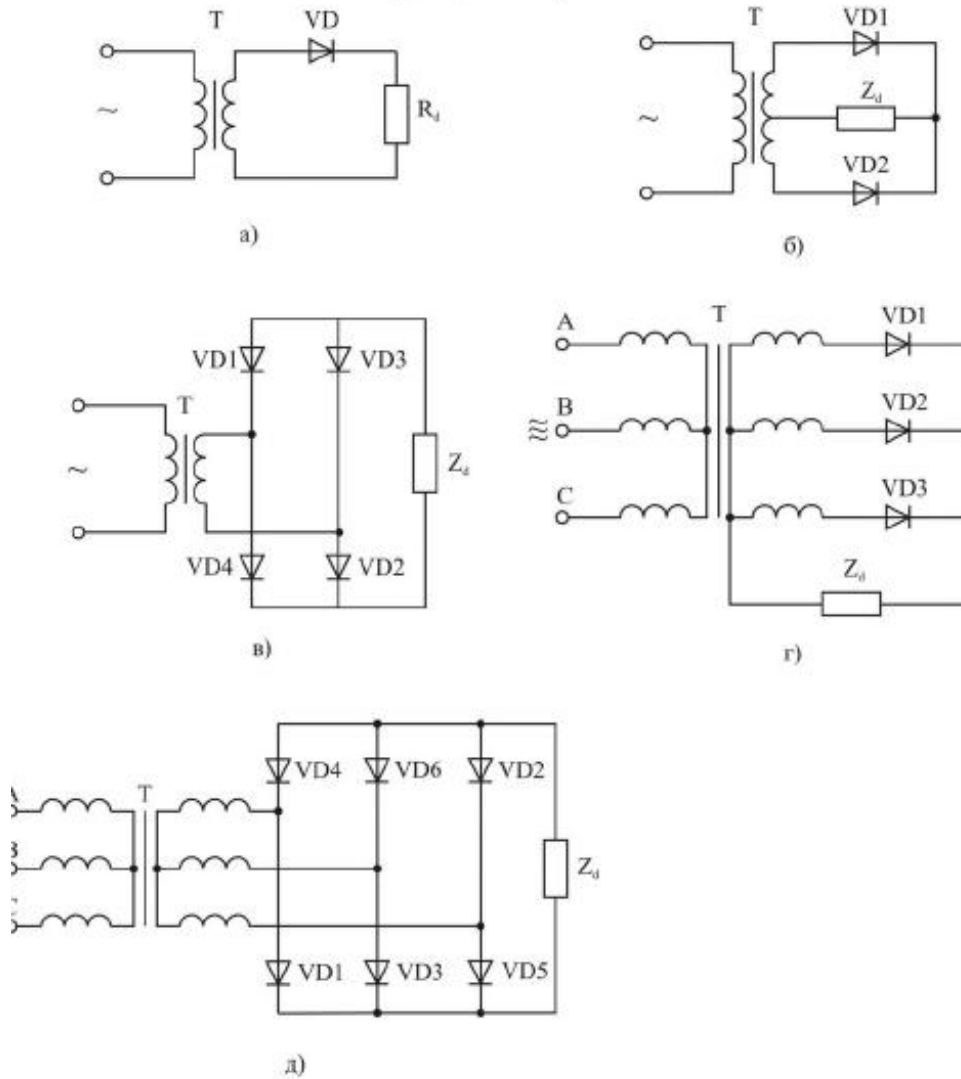 T
VD
~
R_d
а)
T
VD1
~
Z_d
VD2
б)
T
VD1
VD3
~
Z_d
VD4
VD2
в)
A
T
VD1
B
VD2
C
VD3
Z_d
г)
T
VD4
VD6
VD2
Z_d
VD1
VD3
VD5
д)